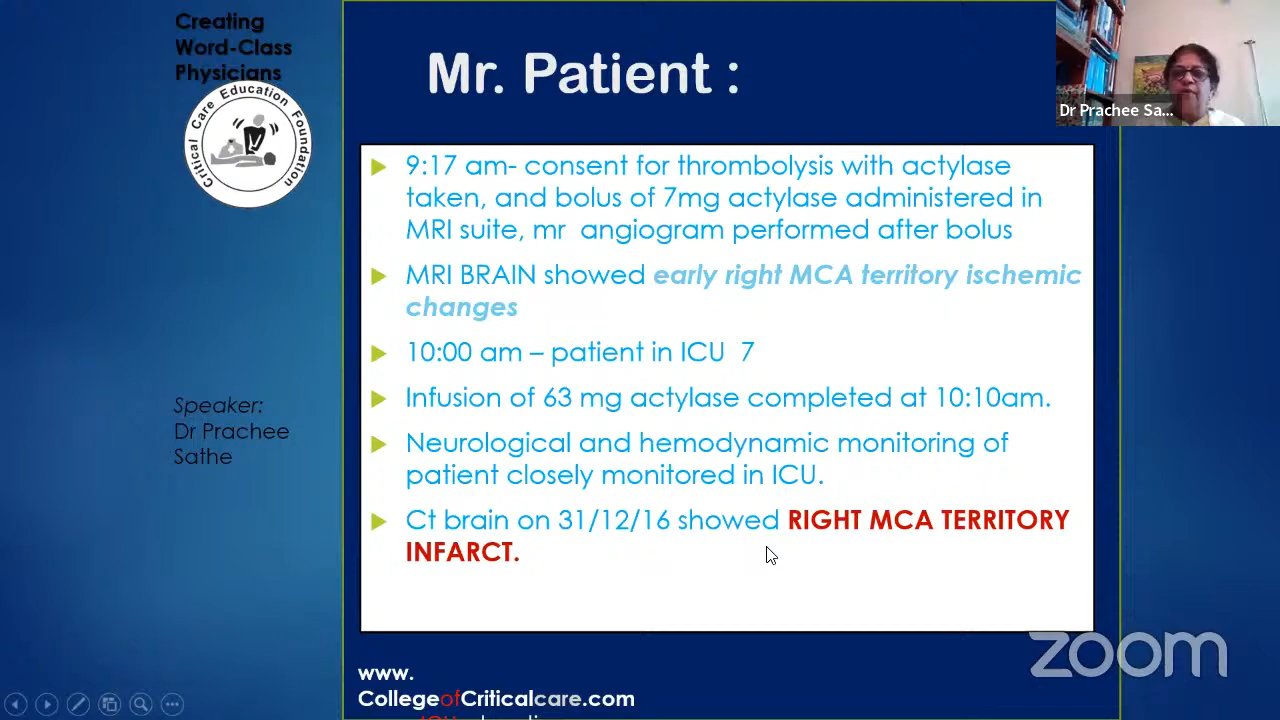 Creating
Word-Class
Physicians
Critical Care Education Foundation
Mr. Patient :
Dr Prachee Sa...
9:17 am- consent for thrombolysis with actylase
taken, and bolus of 7mg actylase administered in
MRI suite, mr angiogram performed after bolus
MRI BRAIN showed early right MCA territory ischemic
changes
10:00 am – patient in ICU 7
Infusion of 63 mg actylase completed at 10:10am.
Neurological and hemodynamic monitoring of
patient closely monitored in ICU.
Ct brain on 31/12/16 showed RIGHT MCA TERRITORY
INFARCT.
Speaker:
Dr Prachee
Sathe
zoom
www.
CollegeofCriticalcare.com